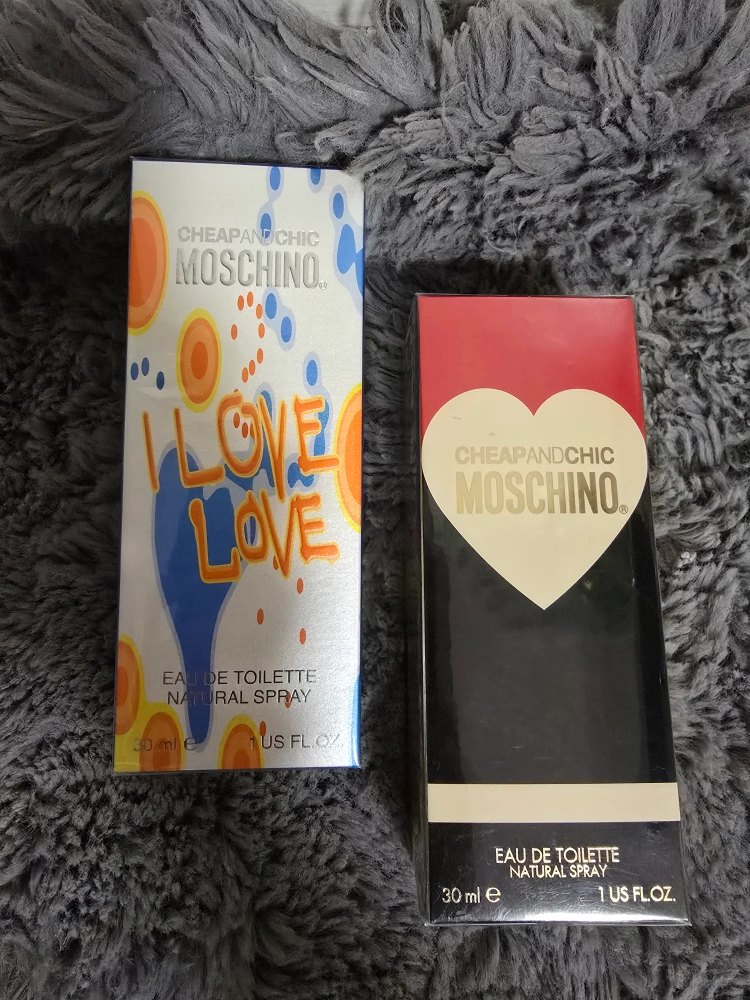 CHEAPANDCHIC
MOSCHINO®
I LOVE
LOVE
EAU DE TOILETTE
NATURAL SPRAY
30 ml e 1 US FL.OZ.
CHEAPANDCHIC
MOSCHINO®
EAU DE TOILETTE
NATURAL SPRAY
30 ml e 1 US FL.OZ.